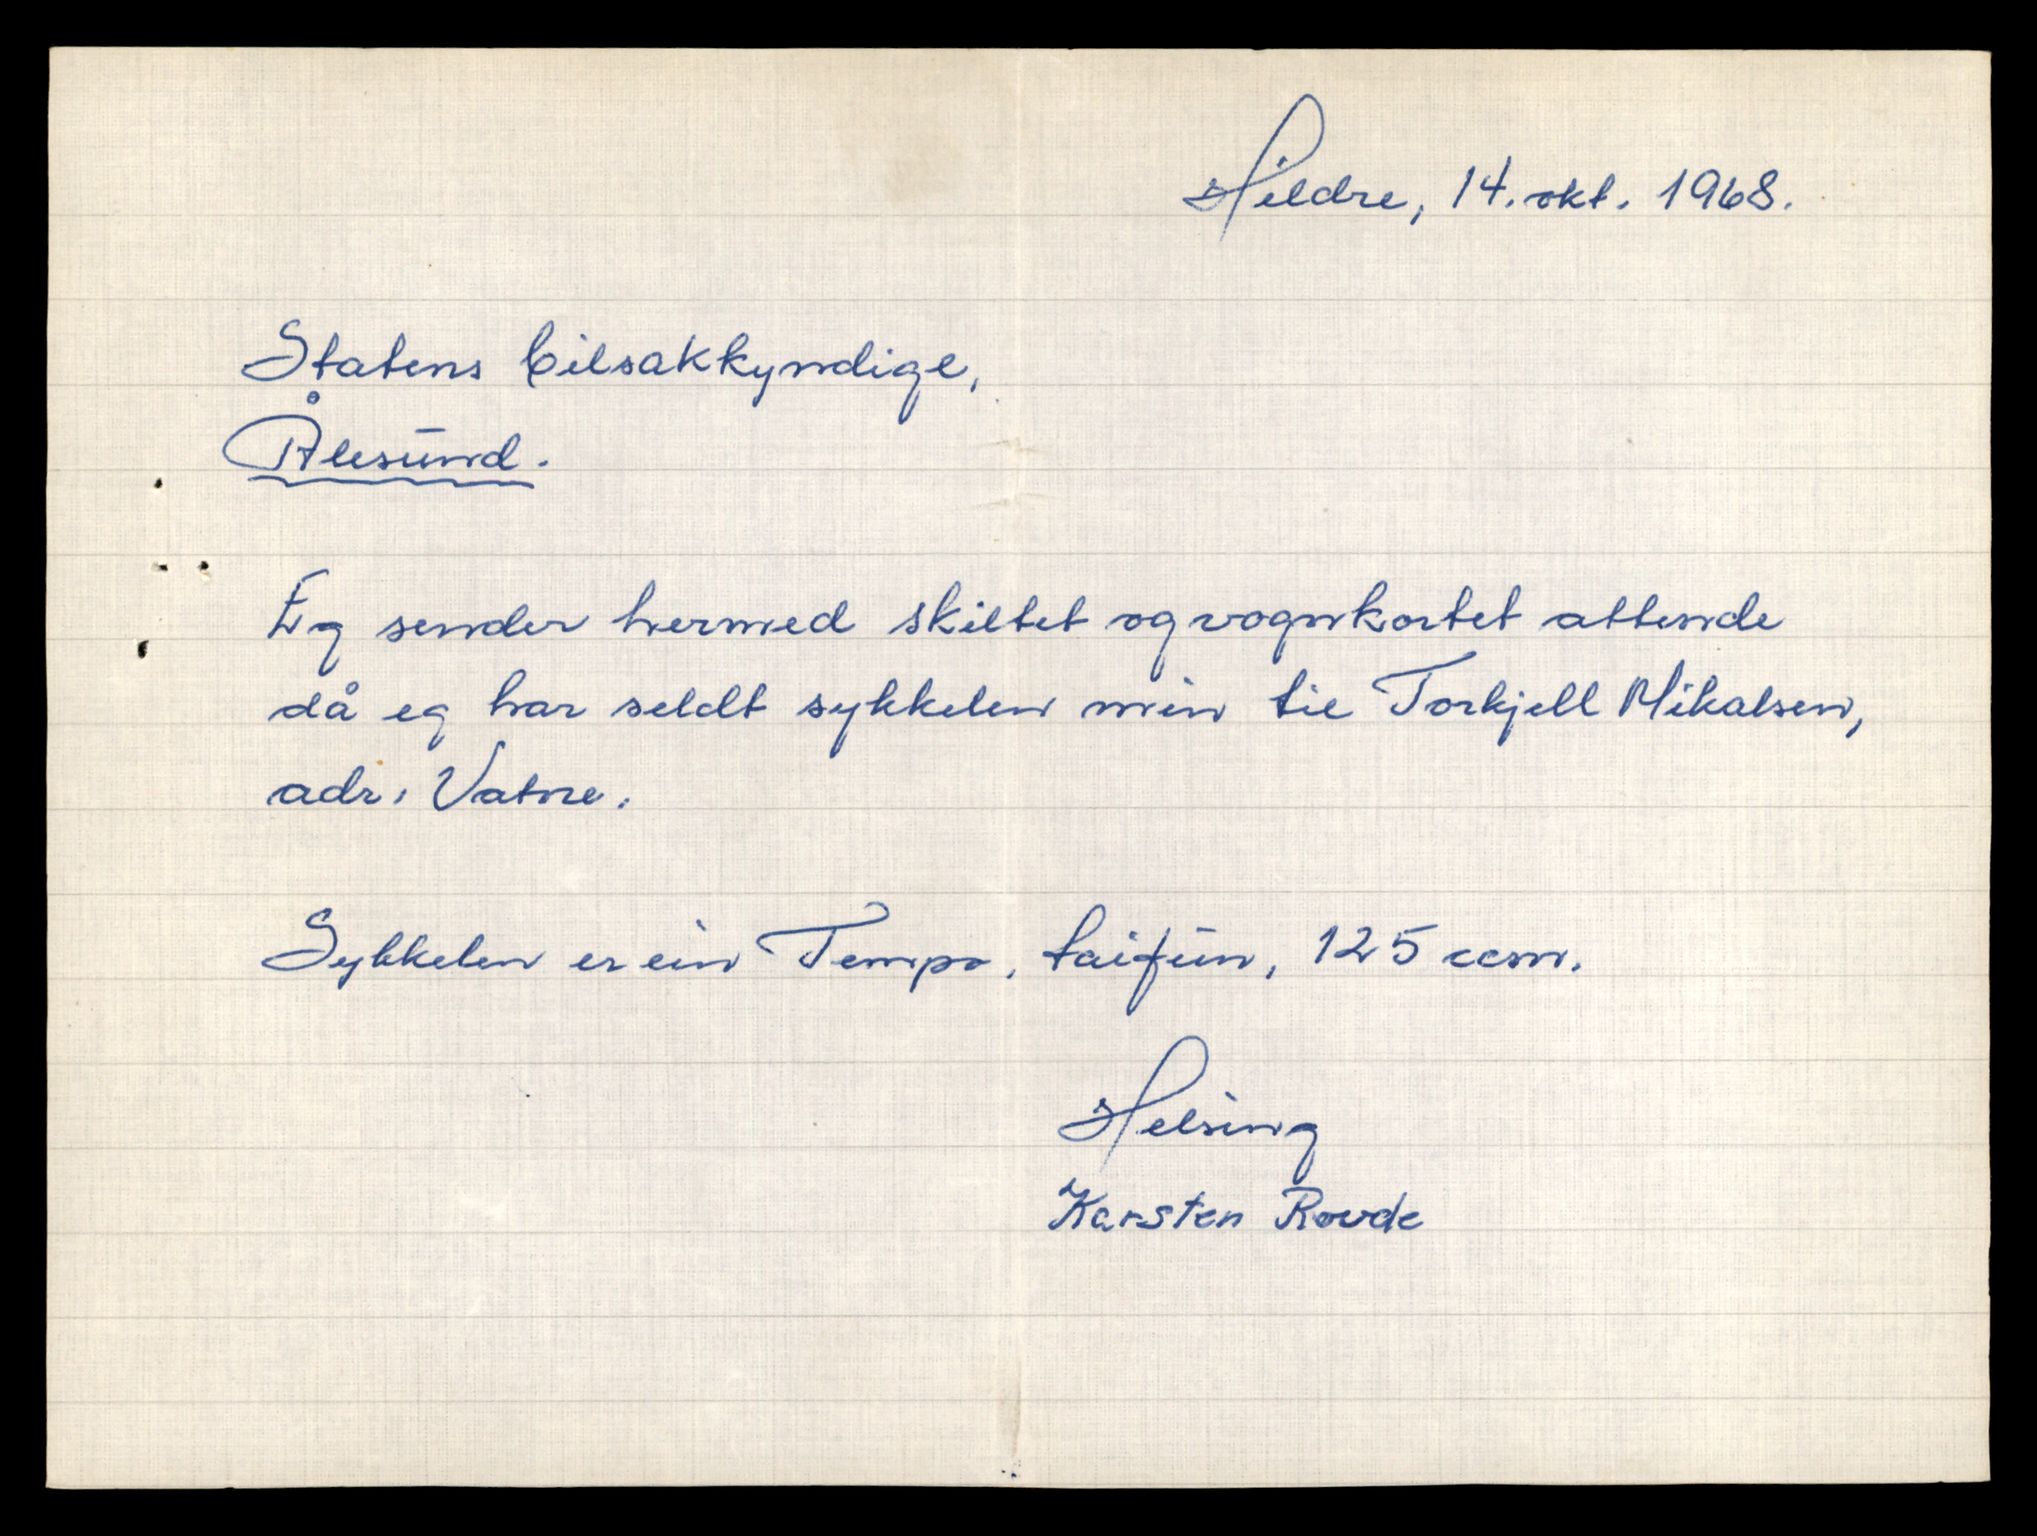 Hildre, 14. okt. 1968.
Statens bilsakkyndige,
Ålesund.
Eg sender hermed skiltet og vognkortet attende
då eg har seldt sykkelen min til Torkjell Mikalsen,
adr. Vatne.
Sykkelen er ein Tempo, taifun, 125 ccm.
Helsing
Karsten Rovde